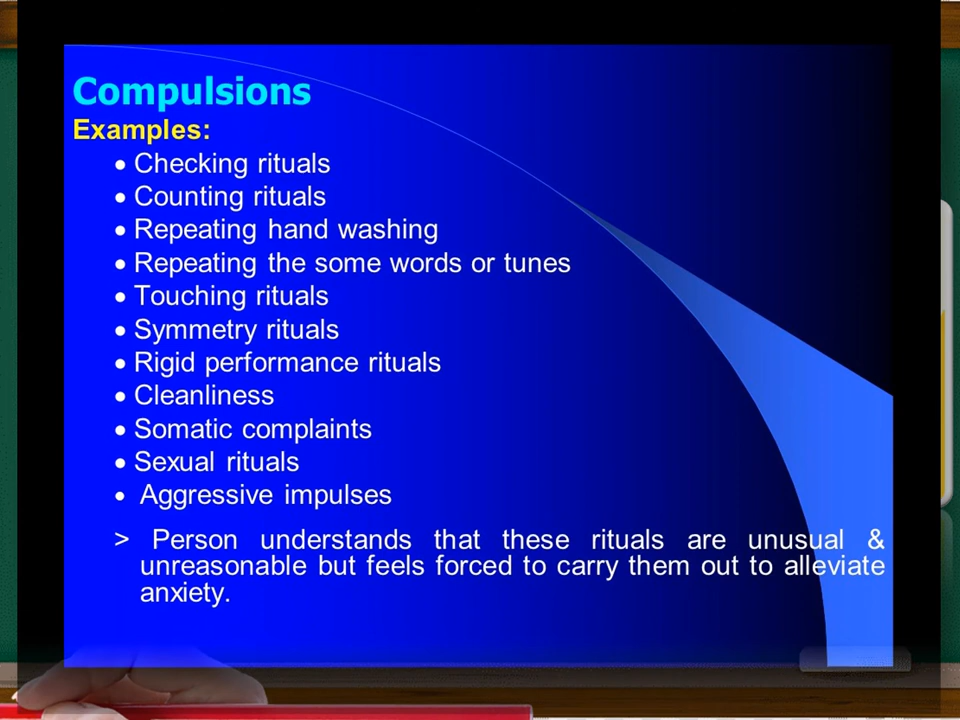 Compulsions
Examples:
• Checking rituals
• Counting rituals
• Repeating hand washing
• Repeating the some words or tunes
• Touching rituals
• Symmetry rituals
• Rigid performance rituals
• Cleanliness
• Somatic complaints
• Sexual rituals
• Aggressive impulses
> Person understands that these rituals are unusual &
unreasonable but feels forced to carry them out to alleviate
anxiety.